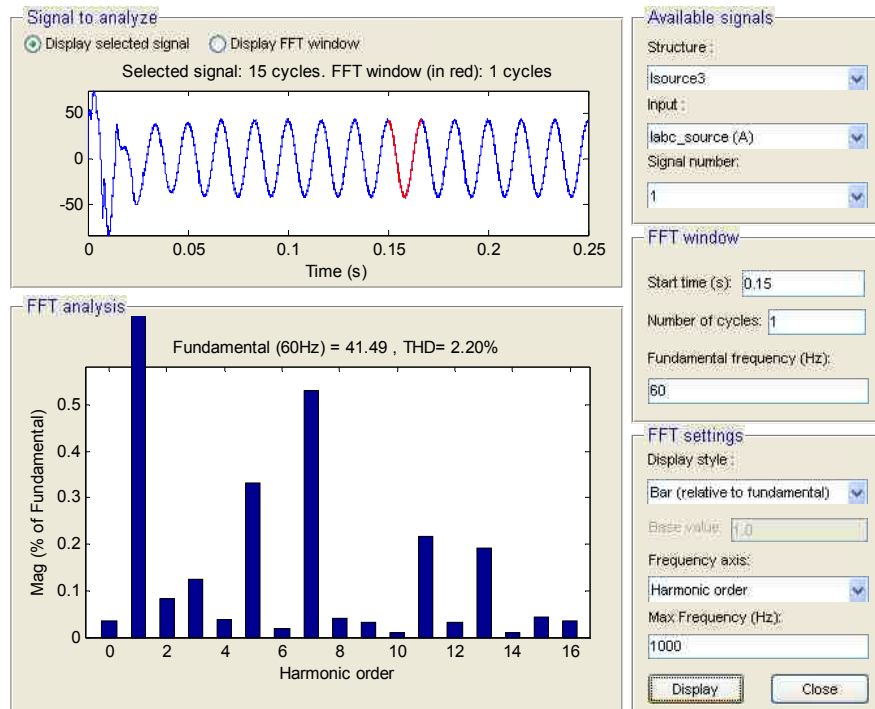 Signal to analyze
Display selected signal Display FFT window
Selected signal: 15 cycles. FFT window (in red): 1 cycles
50
0
-50
0 0.05 0.1 0.15 0.2 0.25
Time (s)
FFT analysis
Fundamental (60Hz) = 41.49 , THD= 2.20%
Mag (% of Fundamental)
0.5
0.4
0.3
0.2
0.1
0
0 2 4 6 8 10 12 14 16
Harmonic order
Available signals
Structure :
Isource3
Input :
Iabc_source (A)
Signal number:
1
FFT window
Start time (s): 0.15
Number of cycles: 1
Fundamental frequency (Hz):
60
FFT settings
Display style :
Bar (relative to fundamental)
Base value: 1.0
Frequency axis:
Harmonic order
Max Frequency (Hz):
1000
Display Close